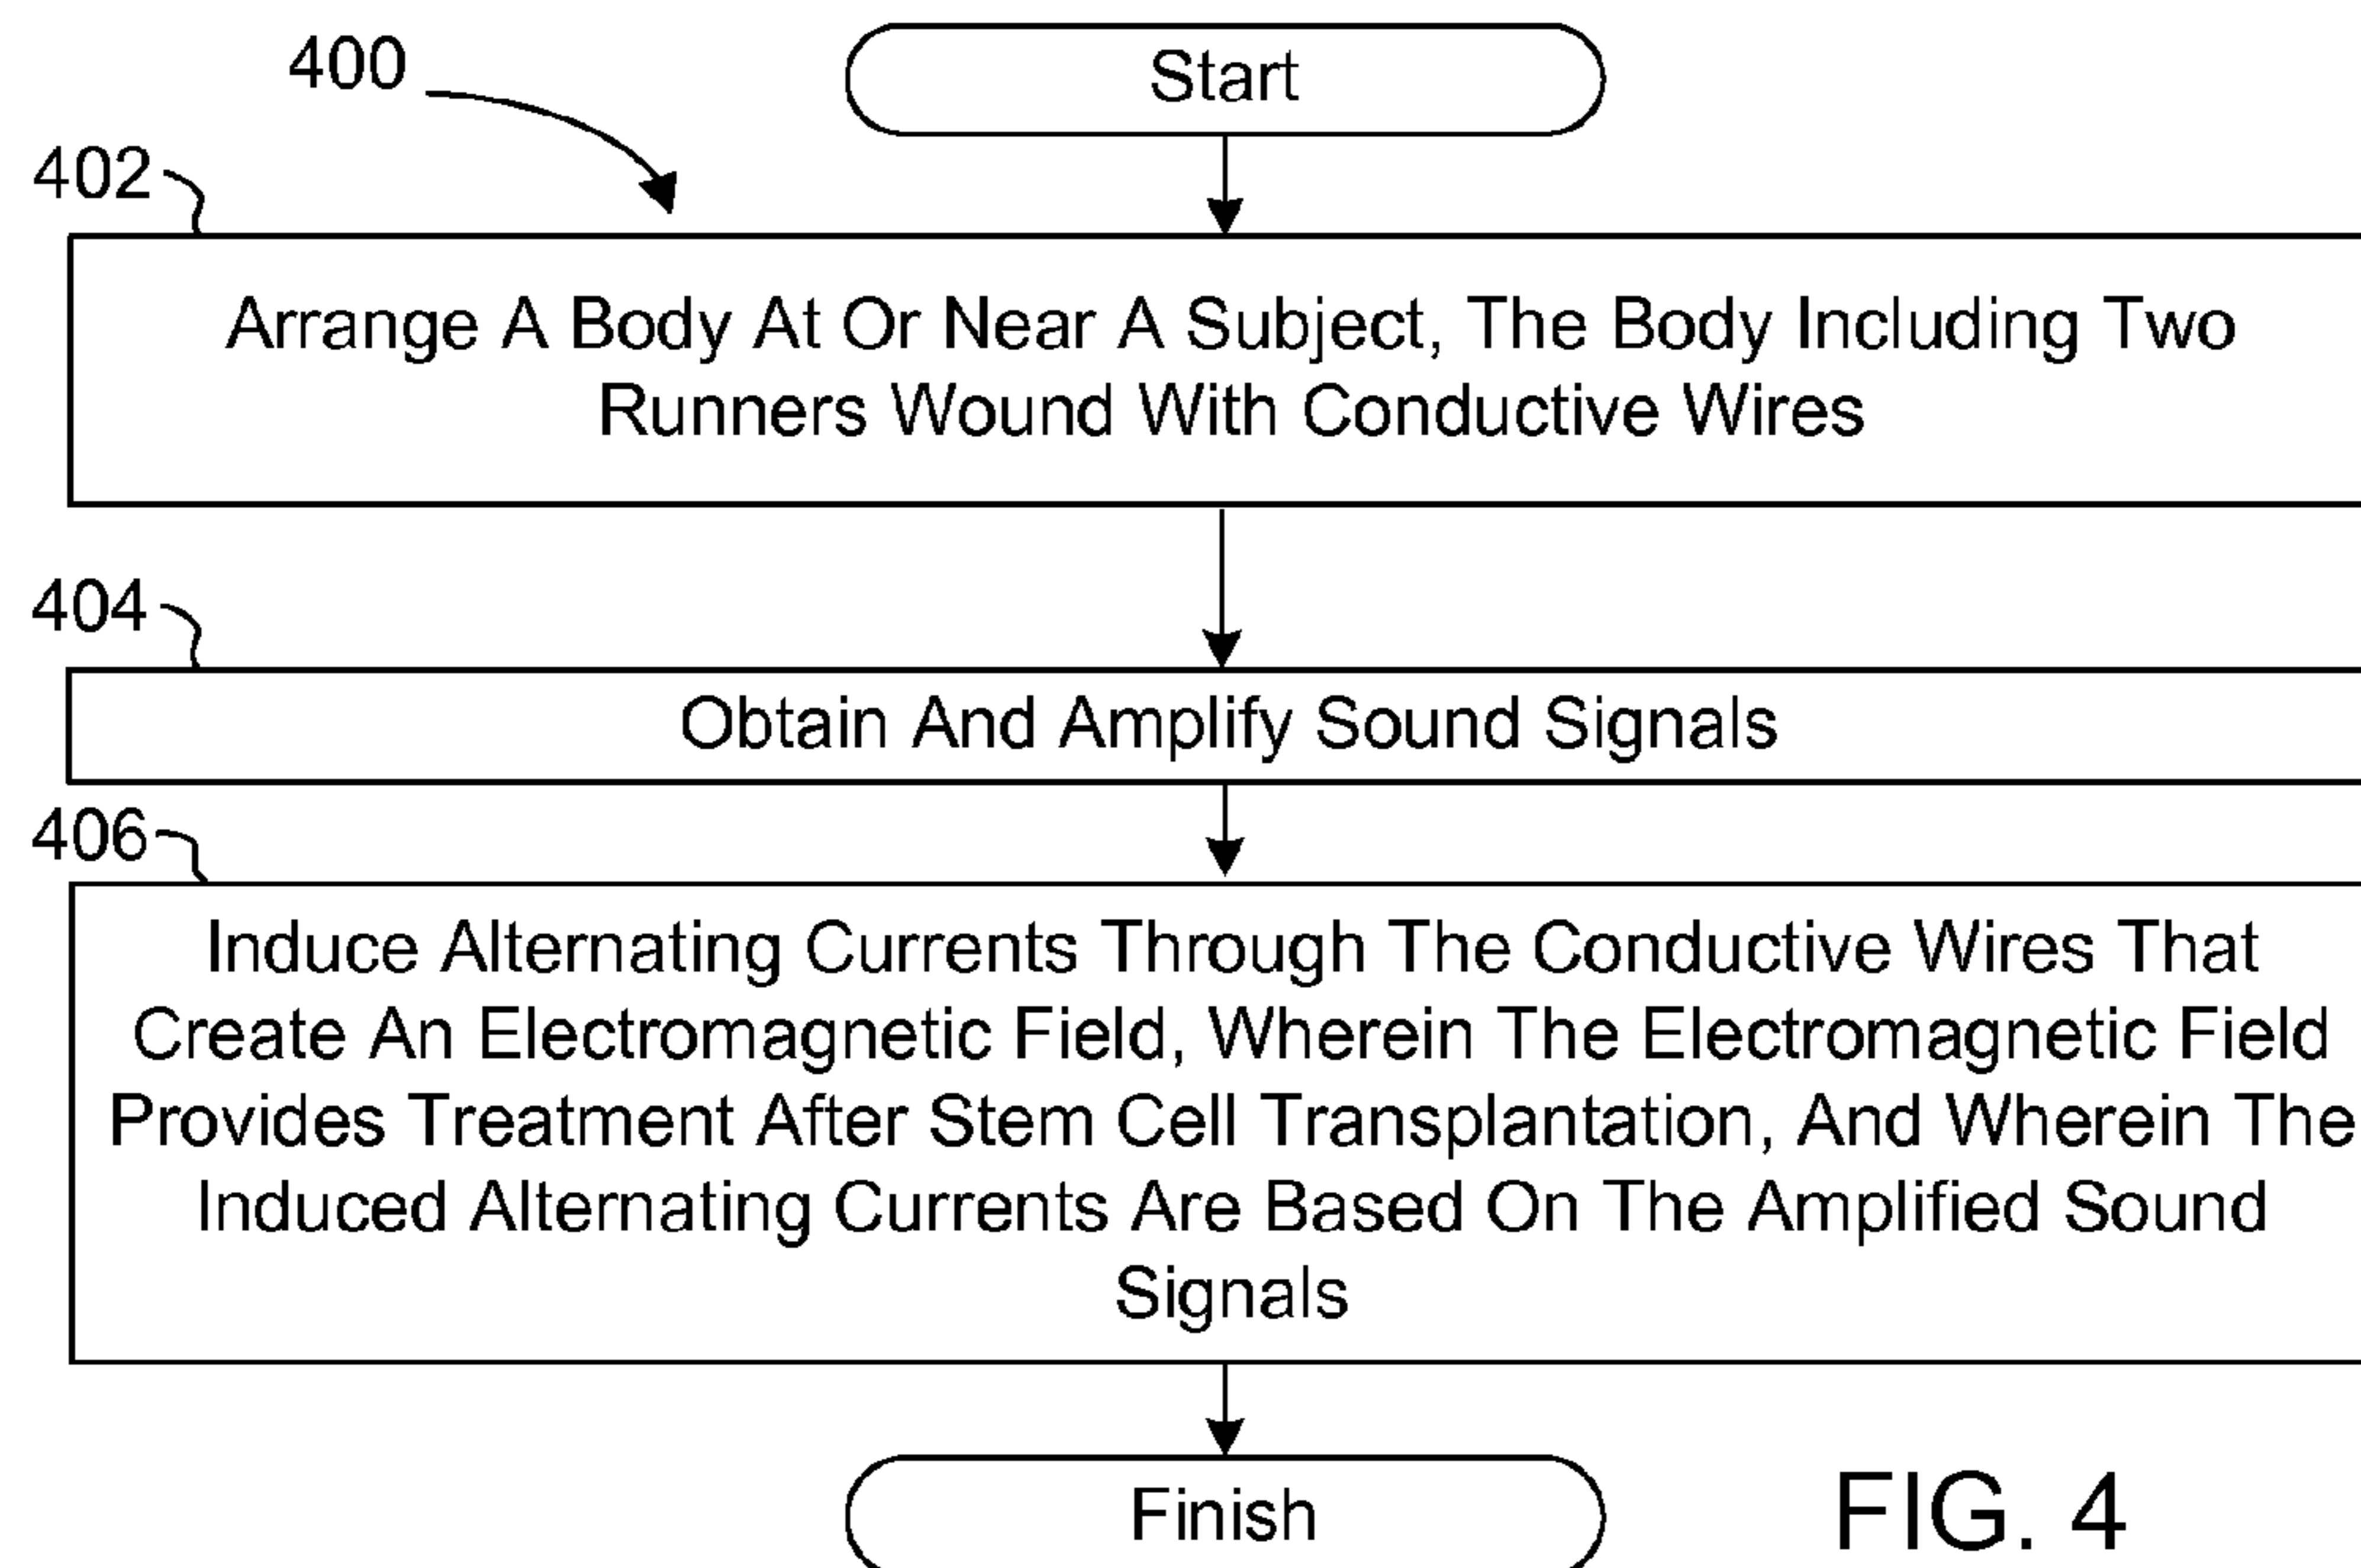 400
Start
402
Arrange A Body At Or Near A Subject, The Body Including Two
Runners Wound With Conductive Wires
404
Obtain And Amplify Sound Signals
406
Induce Alternating Currents Through The Conductive Wires That
Create An Electromagnetic Field, Wherein The Electromagnetic Field
Provides Treatment After Stem Cell Transplantation, And Wherein The
Induced Alternating Currents Are Based On The Amplified Sound
Signals
Finish
FIG. 4